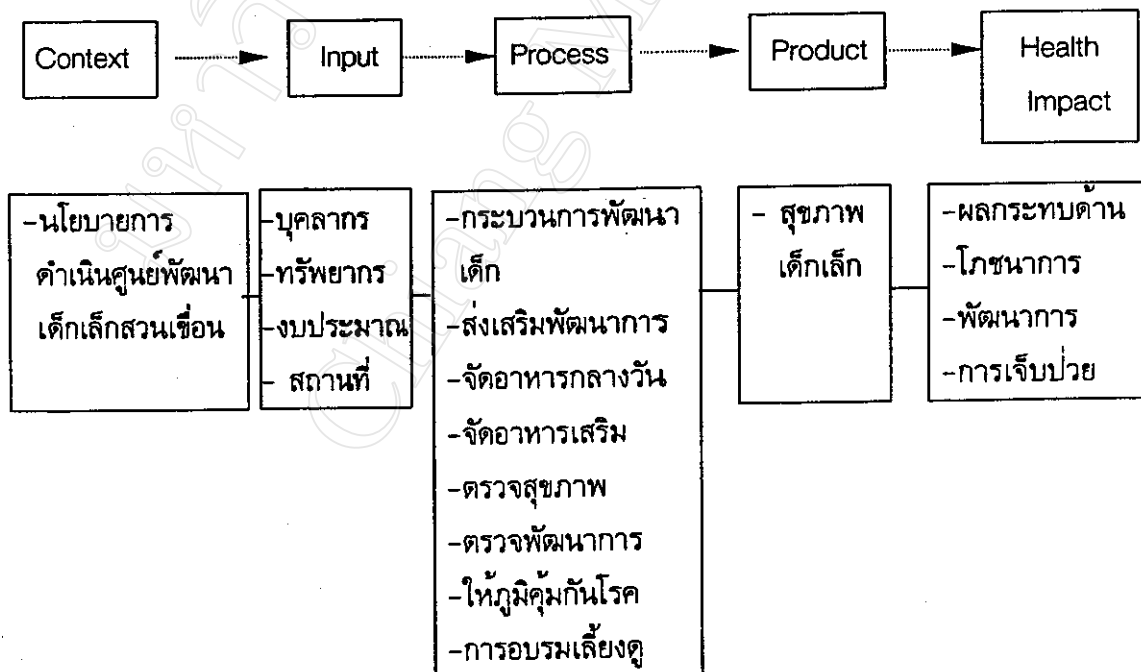 Context
Input
Process
Product
Health
Impact
-นโยบายการ
ดำเนินศูนย์พัฒนา
เด็กเล็กสวนเขื่อน
-บุคลากร
-ทรัพยากร
-งบประมาณ
- สถานที่
-กระบวนการพัฒนา
เด็ก
-ส่งเสริมพัฒนาการ
-จัดอาหารกลางวัน
-จัดอาหารเสริม
-ตรวจสุขภาพ
-ตรวจพัฒนาการ
-ให้ภูมิคุ้มกันโรค
-การอบรมเลี้ยงดู
- สุขภาพ
เด็กเล็ก
-ผลกระทบด้าน
-โภชนาการ
-พัฒนาการ
-การเจ็บป่วย
Chiang